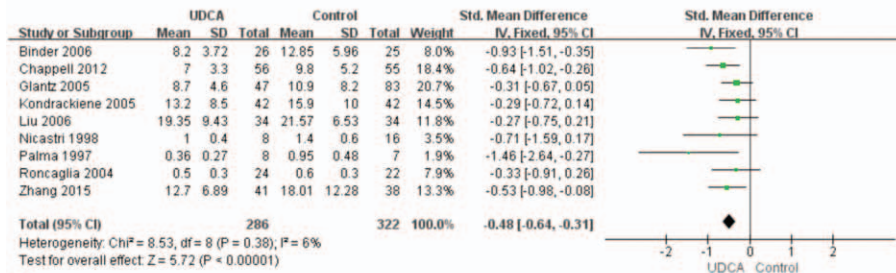 UDCA Control Std. Mean Difference Std. Mean Difference
Study or Subgroup Mean SD Total Mean SD Total Weight IV, Fixed, 95% CI IV, Fixed, 95% CI
Binder 2006 8.2 3.72 26 12.85 5.96 25 8.0% -0.93 [-1.51, -0.35]
Chappell 2012 7 3.3 56 9.8 5.2 55 18.4% -0.64 [-1.02, -0.26]
Glantz 2005 8.7 4.6 47 10.9 8.2 83 20.7% -0.31 [-0.67, 0.05]
Kondrackiene 2005 13.2 8.5 42 15.9 10 42 14.5% -0.29 [-0.72, 0.14]
Liu 2006 19.35 9.43 34 21.57 6.53 34 11.8% -0.27 [-0.75, 0.21]
Nicastri 1998 1 0.4 8 1.4 0.6 16 3.5% -0.71 [-1.59, 0.17]
Palma 1997 0.36 0.27 8 0.95 0.48 7 1.9% -1.46 [-2.64, -0.27]
Roncaglia 2004 0.5 0.3 24 0.6 0.3 22 7.9% -0.33 [-0.91, 0.26]
Zhang 2015 12.7 6.89 41 18.01 12.28 38 13.3% -0.53 [-0.98, -0.08]
Total (95% CI) 286 322 100.0% -0.48 [-0.64, -0.31]
Heterogeneity: Chi² = 8.53, df = 8 (P = 0.38); I² = 6%
Test for overall effect: Z = 5.72 (P < 0.00001)
-2 -1 0 1 2
UDCA Control